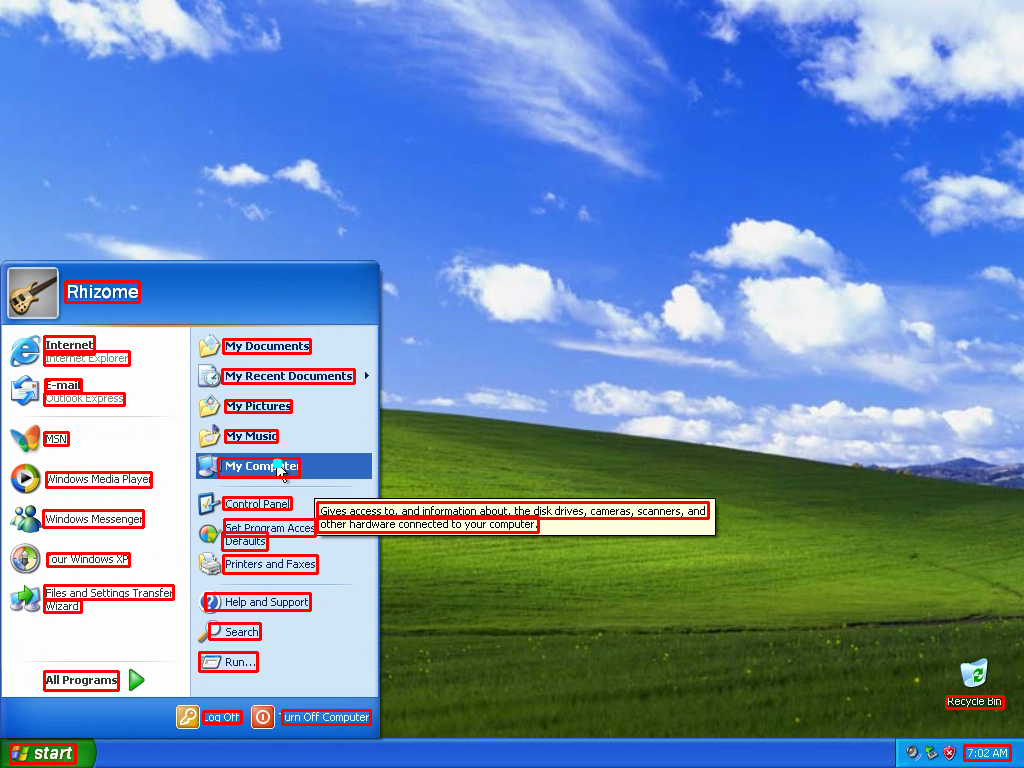 Rhizome
Internet
Internet Explorer
E-mail
Outlook Express
MSN
Windows Media Player
Windows Messenger
Tour Windows XP
Files and Settings Transfer
Wizard
All Programs
My Documents
My Recent Documents
My Pictures
My Music
My Computer
Control Panel
Set Program Acces
Defaults
Printers and Faxes
Help and Support
Search
Run...
Gives access to, and information about, the disk drives, cameras, scanners, and
other hardware connected to your computer.
Log Off
Turn Off Computer
Recycle Bin
start
7:02 AM